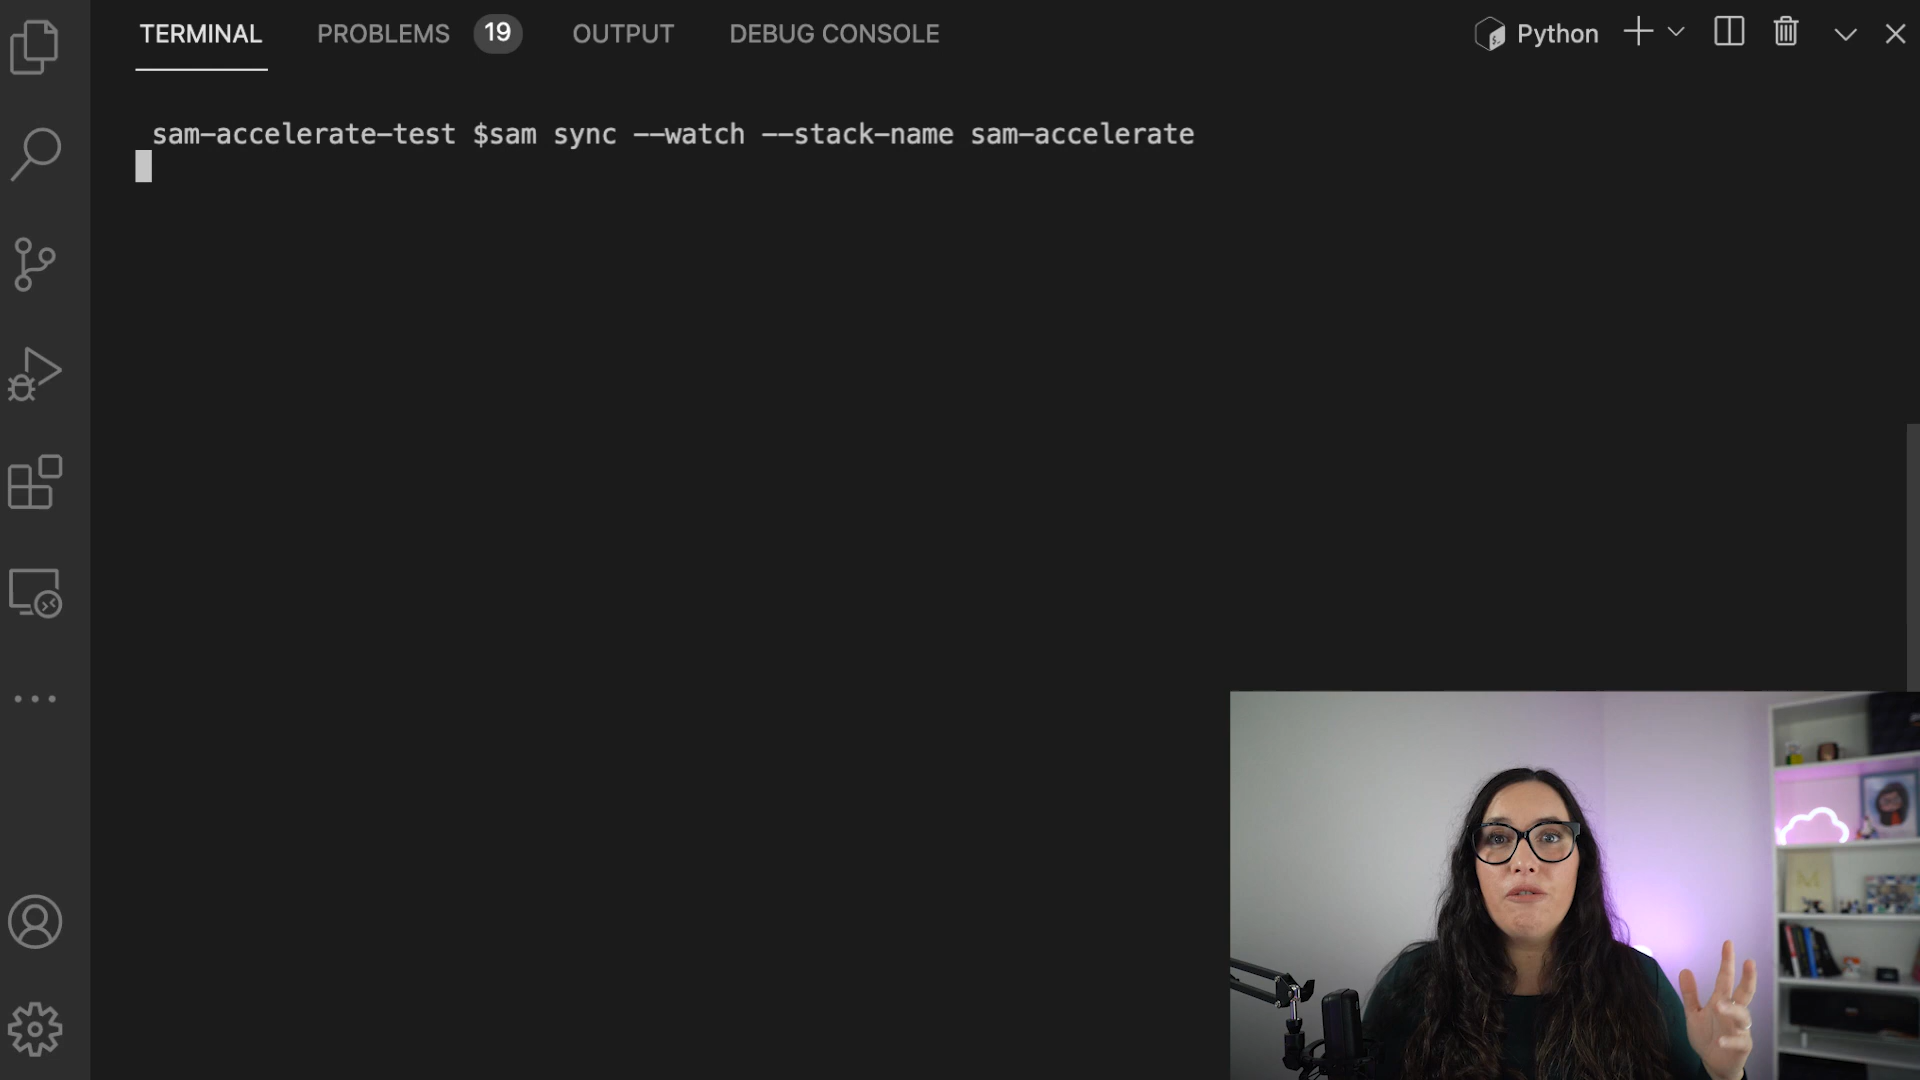 TERMINAL PROBLEMS 19 OUTPUT DEBUG CONSOLE Python
sam-accelerate-test $sam sync --watch --stack-name sam-accelerate